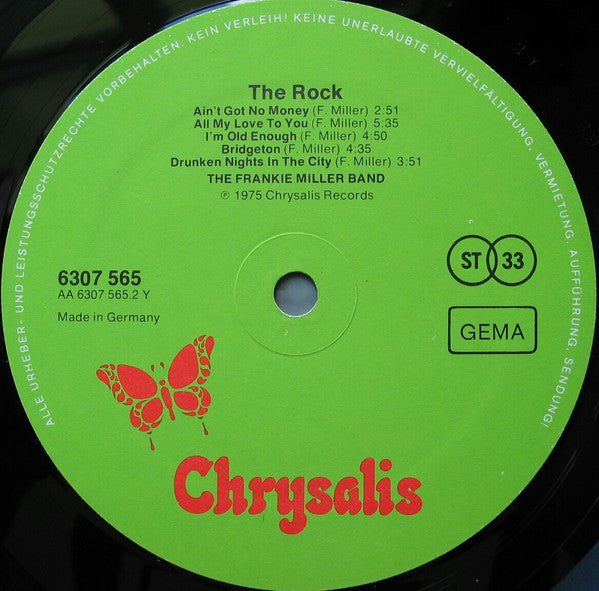 ALLE URHEBER- UND LEISTUNGSSCHUTZRECHTE VORBEHALTEN. KEIN VERLEIH! KEINE UNERLAUBTE VERVIELFÄLTIGUNG, VERMIETUNG, AUFFÜHRUNG, SENDUNG!
The Rock
Ain't Got No Money (F. Miller) 2:51
All My Love To You (F. Miller) 5:35
I'm Old Enough (F. Miller) 4:50
Bridgeton (F. Miller) 4:35
Drunken Nights In The City (F. Miller) 3:51
THE FRANKIE MILLER BAND
℗ 1975 Chrysalis Records
6307 565
AA 6307 565.2 Y
Made in Germany
ST 33
GEMA
Chrysalis